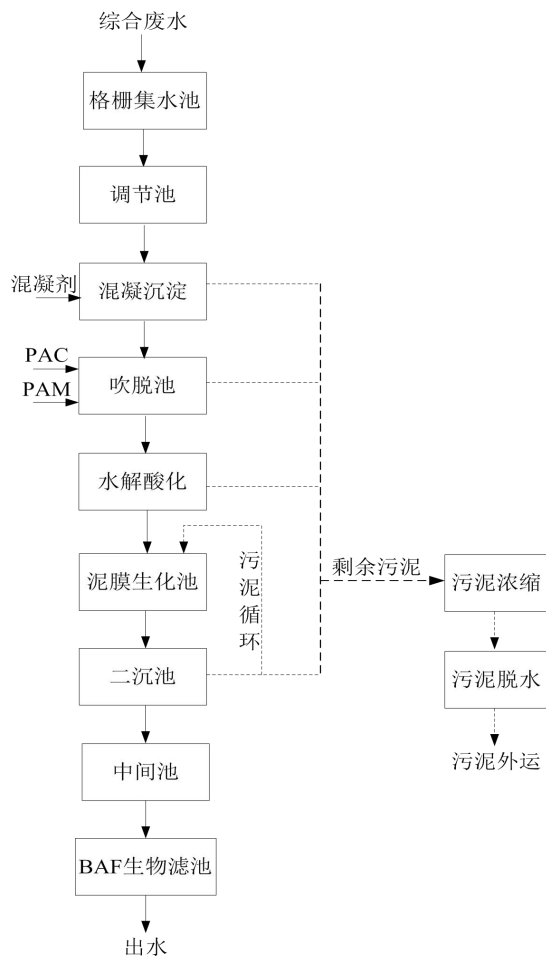 综合废水
格栅集水池
调节池
混凝剂
混凝沉淀
PAC
PAM
吹脱池
水解酸化
泥膜生化池
污泥循环
剩余污泥
污泥浓缩
二沉池
污泥脱水
中间池
污泥外运
BAF生物滤池
出水